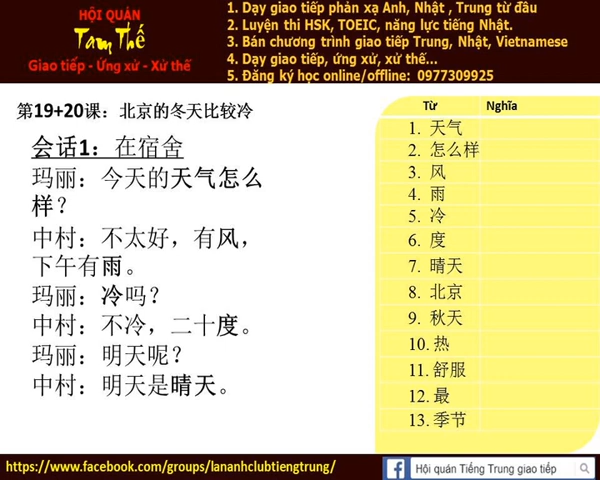 HỘI QUÁN
Tam Thế
Giao tiếp - Ứng xử - Xử thế
1. Dạy giao tiếp phản xạ Anh, Nhật , Trung từ đầu
2. Luyện thi HSK, TOEIC, năng lực tiếng Nhật.
3. Bán chương trình giao tiếp Trung, Nhật, Vietnamese
4. Dạy giao tiếp, ứng xử, xử thế...
5. Đăng ký học online/offline: 0977309925
第19+20课：北京的冬天比较冷
会话1：在宿舍
玛丽：今天的天气怎么
样？
中村：不太好，有风，
下午有雨。
玛丽：冷吗？
中村：不冷，二十度。
玛丽：明天呢？
中村：明天是晴天。
Từ Nghĩa
1. 天气
2. 怎么样
3. 风
4. 雨
5. 冷
6. 度
7. 晴天
8. 北京
9. 秋天
10. 热
11. 舒服
12. 最
13. 季节
https://www.facebook.com/groups/lananhclubtiengtrung/
f Hội quán Tiếng Trung giao tiếp